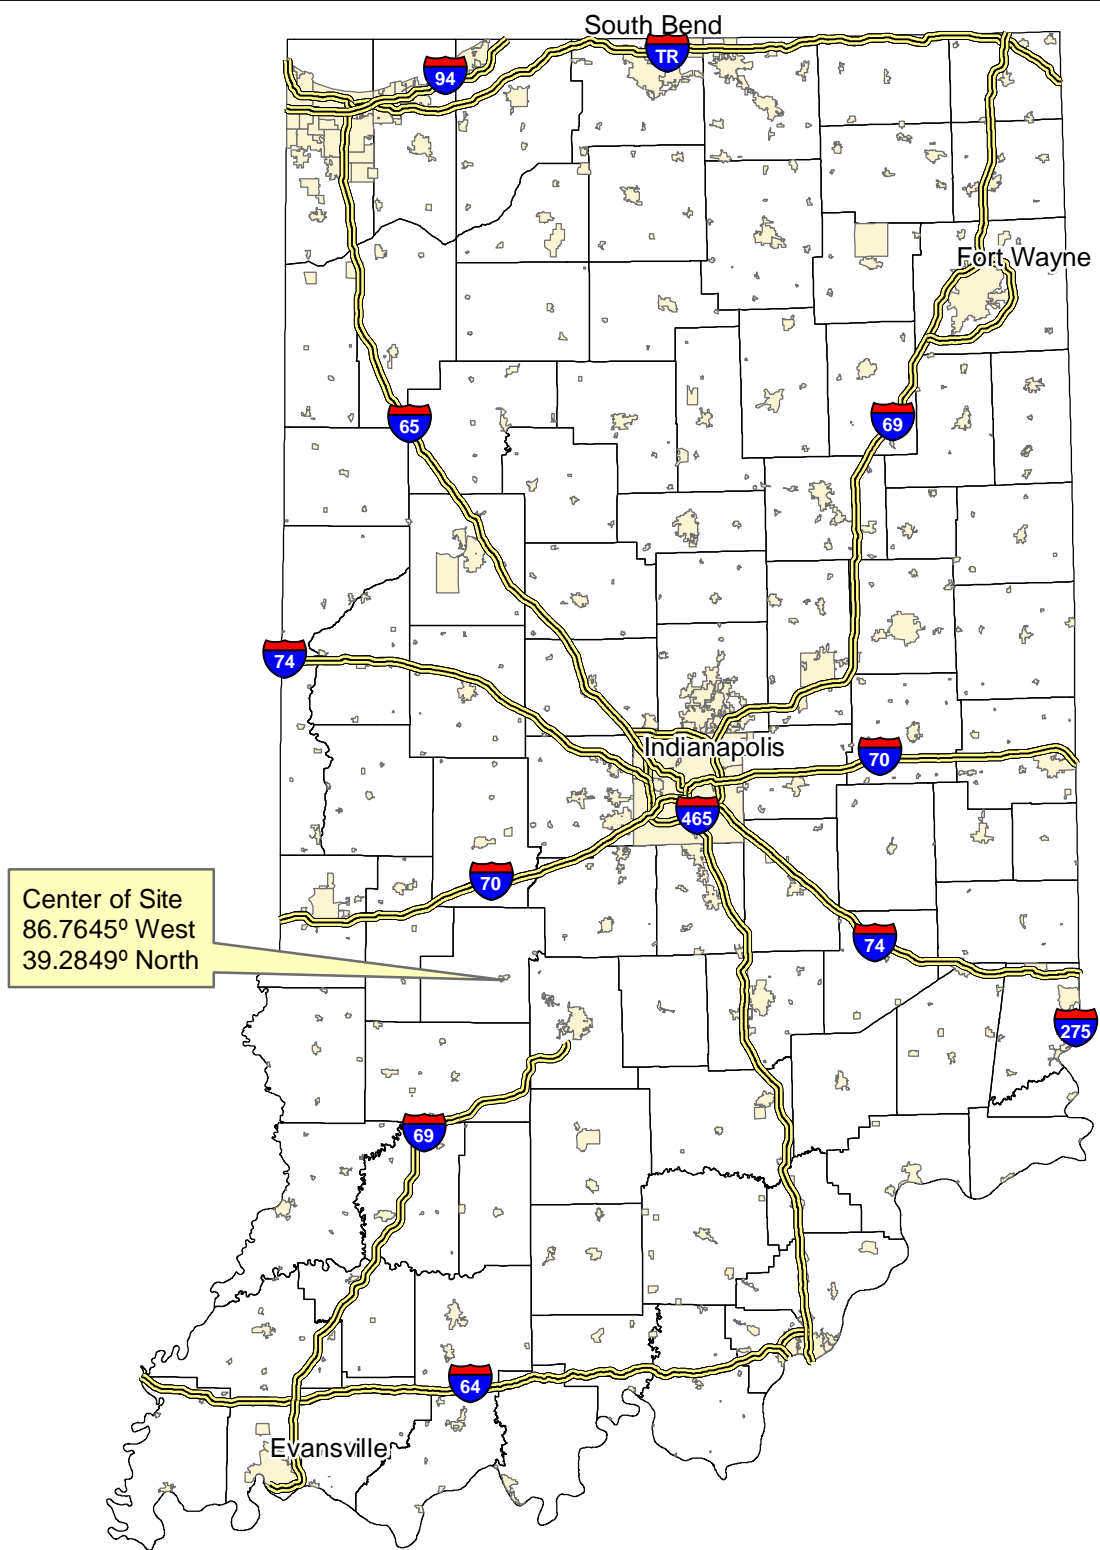 South Bend
TR
94
Fort Wayne
65
69
74
Indianapolis
70
465
70
Center of Site
86.7645º West
39.2849º North
74
275
69
64
Evansville